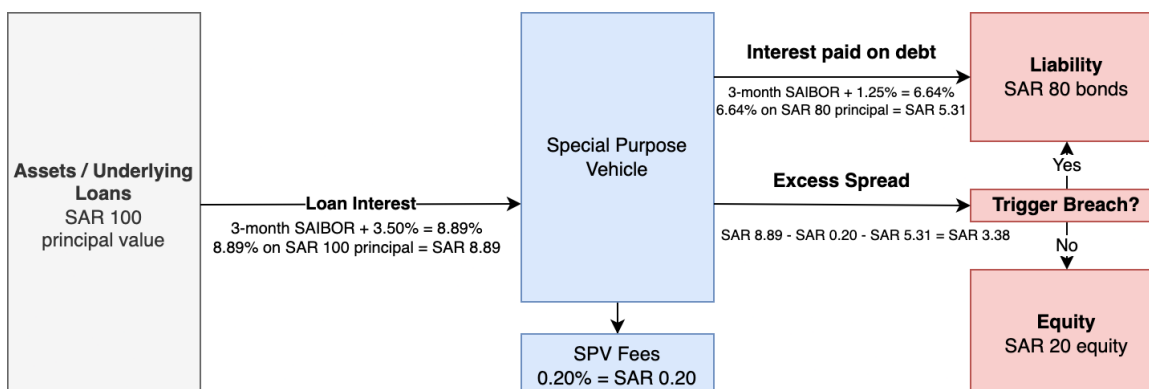 Assets / Underlying
Loans
SAR 100
principal value
Loan Interest
3-month SAIBOR + 3.50% = 8.89%
8.89% on SAR 100 principal = SAR 8.89
Special Purpose
Vehicle
SPV Fees
0.20% = SAR 0.20
Interest paid on debt
3-month SAIBOR + 1.25% = 6.64%
6.64% on SAR 80 principal = SAR 5.31
Excess Spread
SAR 8.89 - SAR 0.20 - SAR 5.31 = SAR 3.38
Liability
SAR 80 bonds
Yes
Trigger Breach?
No
Equity
SAR 20 equity